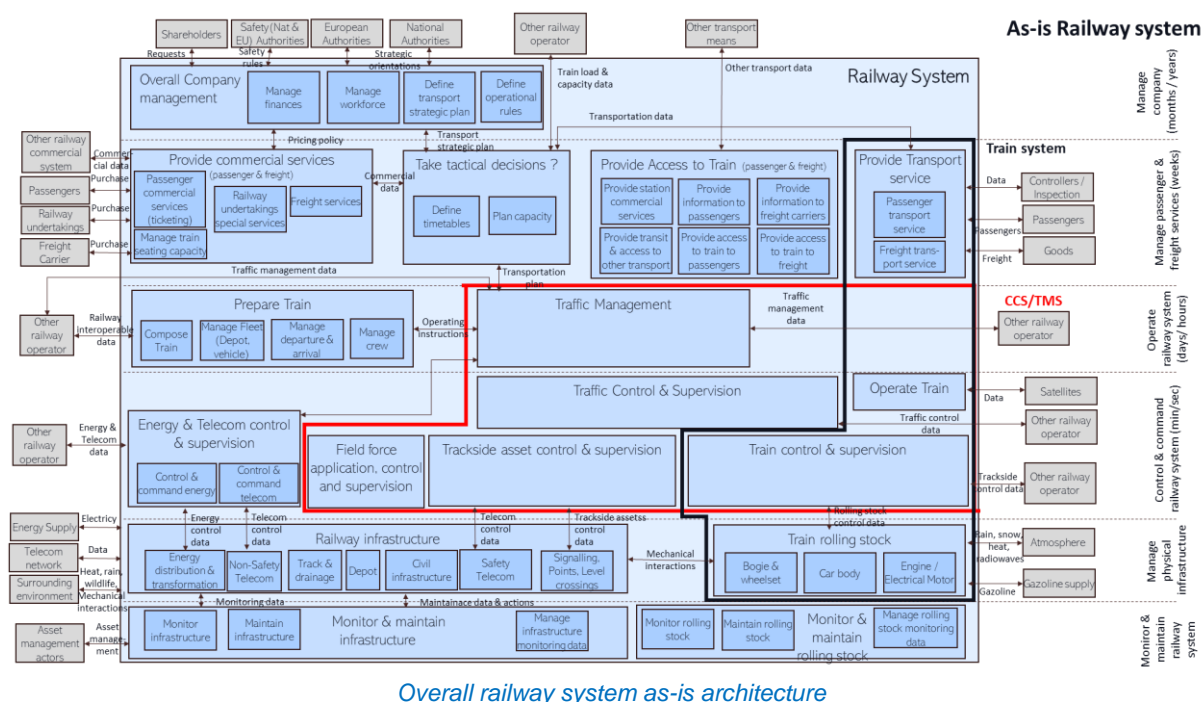 As-is Railway system
Shareholders
Safety(Nat &
EU) Authorities
European
Authorities
National
Authorities
Other railway
operator
Other transport
means
Requests
Safety
rules
Strategic
orientations
Train load &
capacity data
Other transport data
Railway System
Manage
company
(months / years)
Overall Company
management
Manage
finances
Manage
workforce
Define
transport
strategic plan
Define
operational
rules
Pricing policy
Transport
strategic plan
Transportation data
Other railway
commercial
system
Passengers
Railway
undertakings
Freight
Carrier
Commer-
cial data
Purchase
Purchase
Purchase
Provide commercial services
(passenger & freight)
Passenger
commercial
services
(ticketing)
Railway
undertakings
special services
Freight services
Manage train
seating capacity
Commercial
data
Take tactical decisions ?
Define
timetables
Plan capacity
Provide Access to Train (passenger & freight)
Provide station
commercial
services
Provide
information to
passengers
Provide
information to
freight carriers
Provide transit
& access to
other transport
Provide access
to train to
passengers
Provide access
to train to
freight
Provide Transport
service
Passenger
transport
service
Freight trans-
port service
Train system
Data
Passengers
Freight
Controllers /
Inspection
Passengers
Goods
Manage passenger &
freight services (weeks)
Traffic management data
Transportation
plan
Other
railway
operator
Railway
interoperable
data
Prepare Train
Compose
Train
Manage Fleet
(Depot,
vehicle)
Manage
departure &
arrival
Manage
crew
Operating
instructions
Traffic Management
Traffic
management
data
CCS/TMS
Other railway
operator
Operate
railway system
(days/ hours)
Traffic Control & Supervision
Operate Train
Data
Satellites
Traffic control
data
Other railway
operator
Other
railway
operator
Energy &
Telecom
data
Energy & Telecom control
& supervision
Control &
command energy
Control &
command
telecom
Field force
application, control
and supervision
Trackside asset control & supervision
Train control & supervision
Trackside
control data
Other railway
operator
Control & command
railway system (min/sec)
Energy
control
data
Telecom
control
data
Telecom
control
data
Trackside assetss
control
data
Rolling stock
control data
Energy Supply
Telecom
network
Surrounding
environment
Electricy
Data
Heat, rain,
wildlife,
Mechanical
interactions
Railway infrastructure
Energy
distribution &
transformation
Non-Safety
Telecom
Track &
drainage
Depot
Civil
infrastructure
Safety
Telecom
Signalling,
Points, Level
crossings
Mechanical
interactions
Train rolling stock
Bogie &
wheelset
Car body
Engine /
Electrical Motor
Rain, snow,
heat,
radiowaves
Gasoline
Atmosphere
Gasoline supply
Manage
physical
infrastructure
Monitoring data
Maintainace data & actions
Asset
management
actors
Asset
manage-
ment
Monitor
infrastructure
Maintain
infrastructure
Monitor & maintain
infrastructure
Manage
infrastructure
monitoring data
Monitor rolling
stock
Maintain rolling
stock
Monitor &
maintain
rolling stock
Manage rolling
stock monitoring
data
Moniror &
maintain
railway
system
Overall railway system as-is architecture